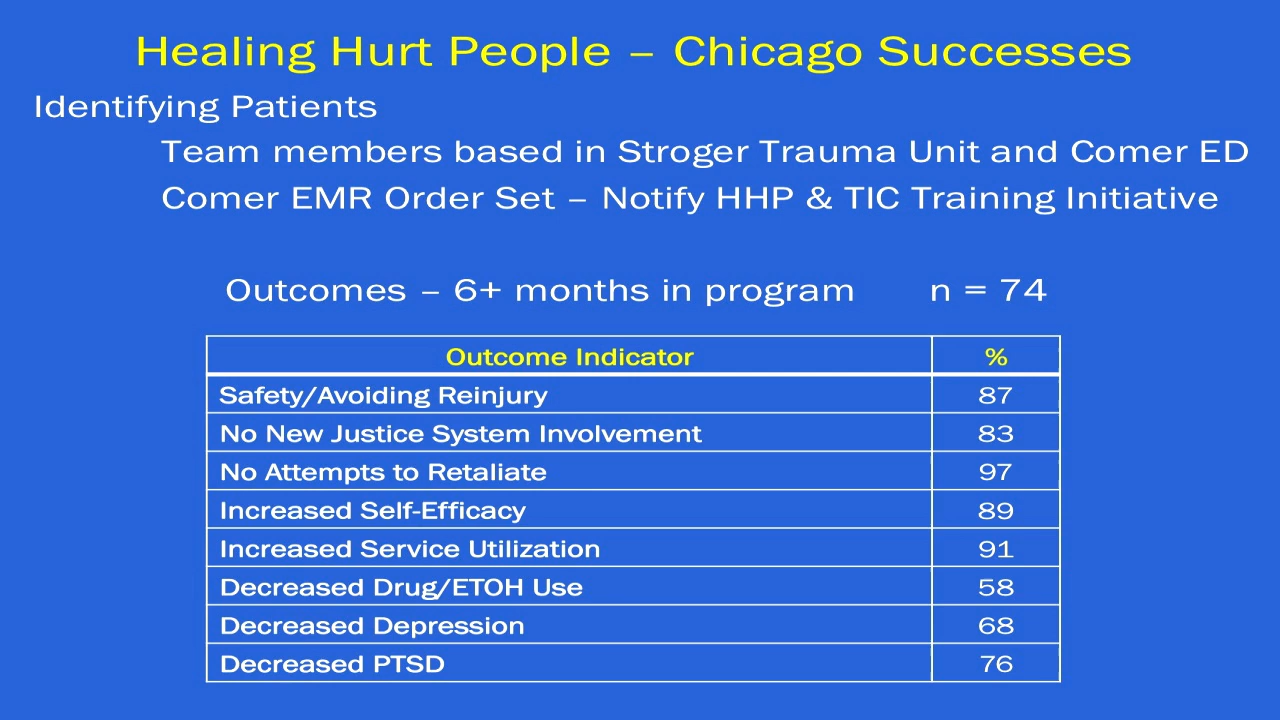 Healing Hurt People – Chicago Successes
Identifying Patients
Team members based in Stroger Trauma Unit and Comer ED
Comer EMR Order Set – Notify HHP & TIC Training Initiative
Outcomes – 6+ months in program n = 74
Outcome Indicator %
Safety/Avoiding Reinjury 87
No New Justice System Involvement 83
No Attempts to Retaliate 97
Increased Self-Efficacy 89
Increased Service Utilization 91
Decreased Drug/ETOH Use 58
Decreased Depression 68
Decreased PTSD 76